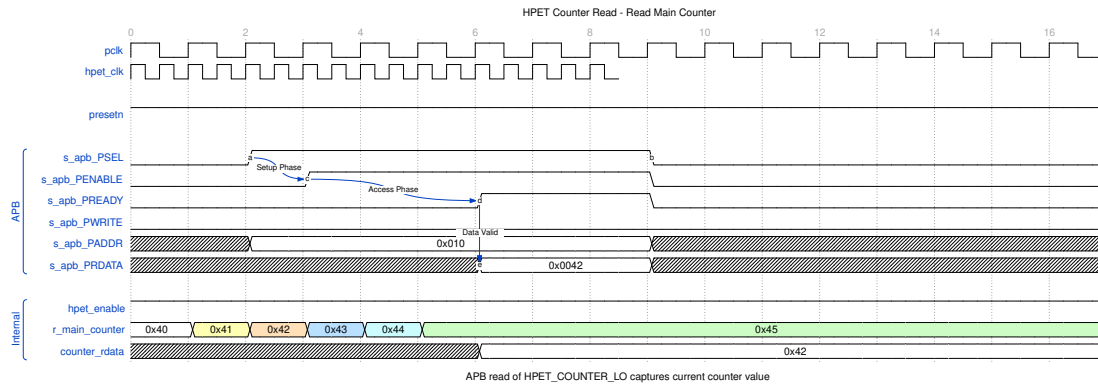 HPET Counter Read - Read Main Counter
0 2 4 6 8 10 12 14 16
pclk
hpet_clk
presetn
APB
s_apb_PSEL a b
Setup Phase
s_apb_PENABLE c
Access Phase
s_apb_PREADY d
s_apb_PWRITE
Data Valid
s_apb_PADDR 0x010
s_apb_PRDATA e 0x0042
Internal
hpet_enable
r_main_counter 0x40 0x41 0x42 0x43 0x44 0x45
counter_rdata 0x42
APB read of HPET_COUNTER_LO captures current counter value